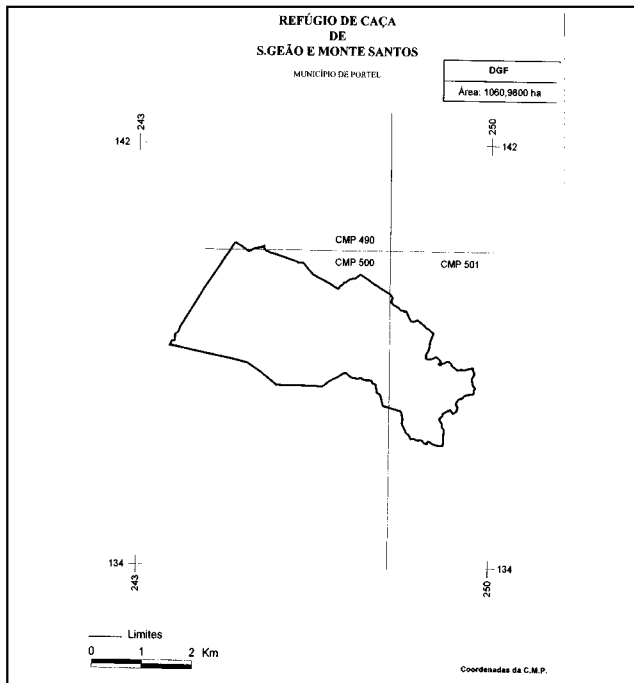 REFÚGIO DE CAÇA
DE
S.GEÃO E MONTE SANTOS
MUNICÍPIO DE PORTEL
DGF
Área: 1060,9800 ha
243
250
142
142
CMP 490
CMP 500
CMP 501
134
134
243
250
Limites
0 1 2 Km
Coordenadas da C.M.P.